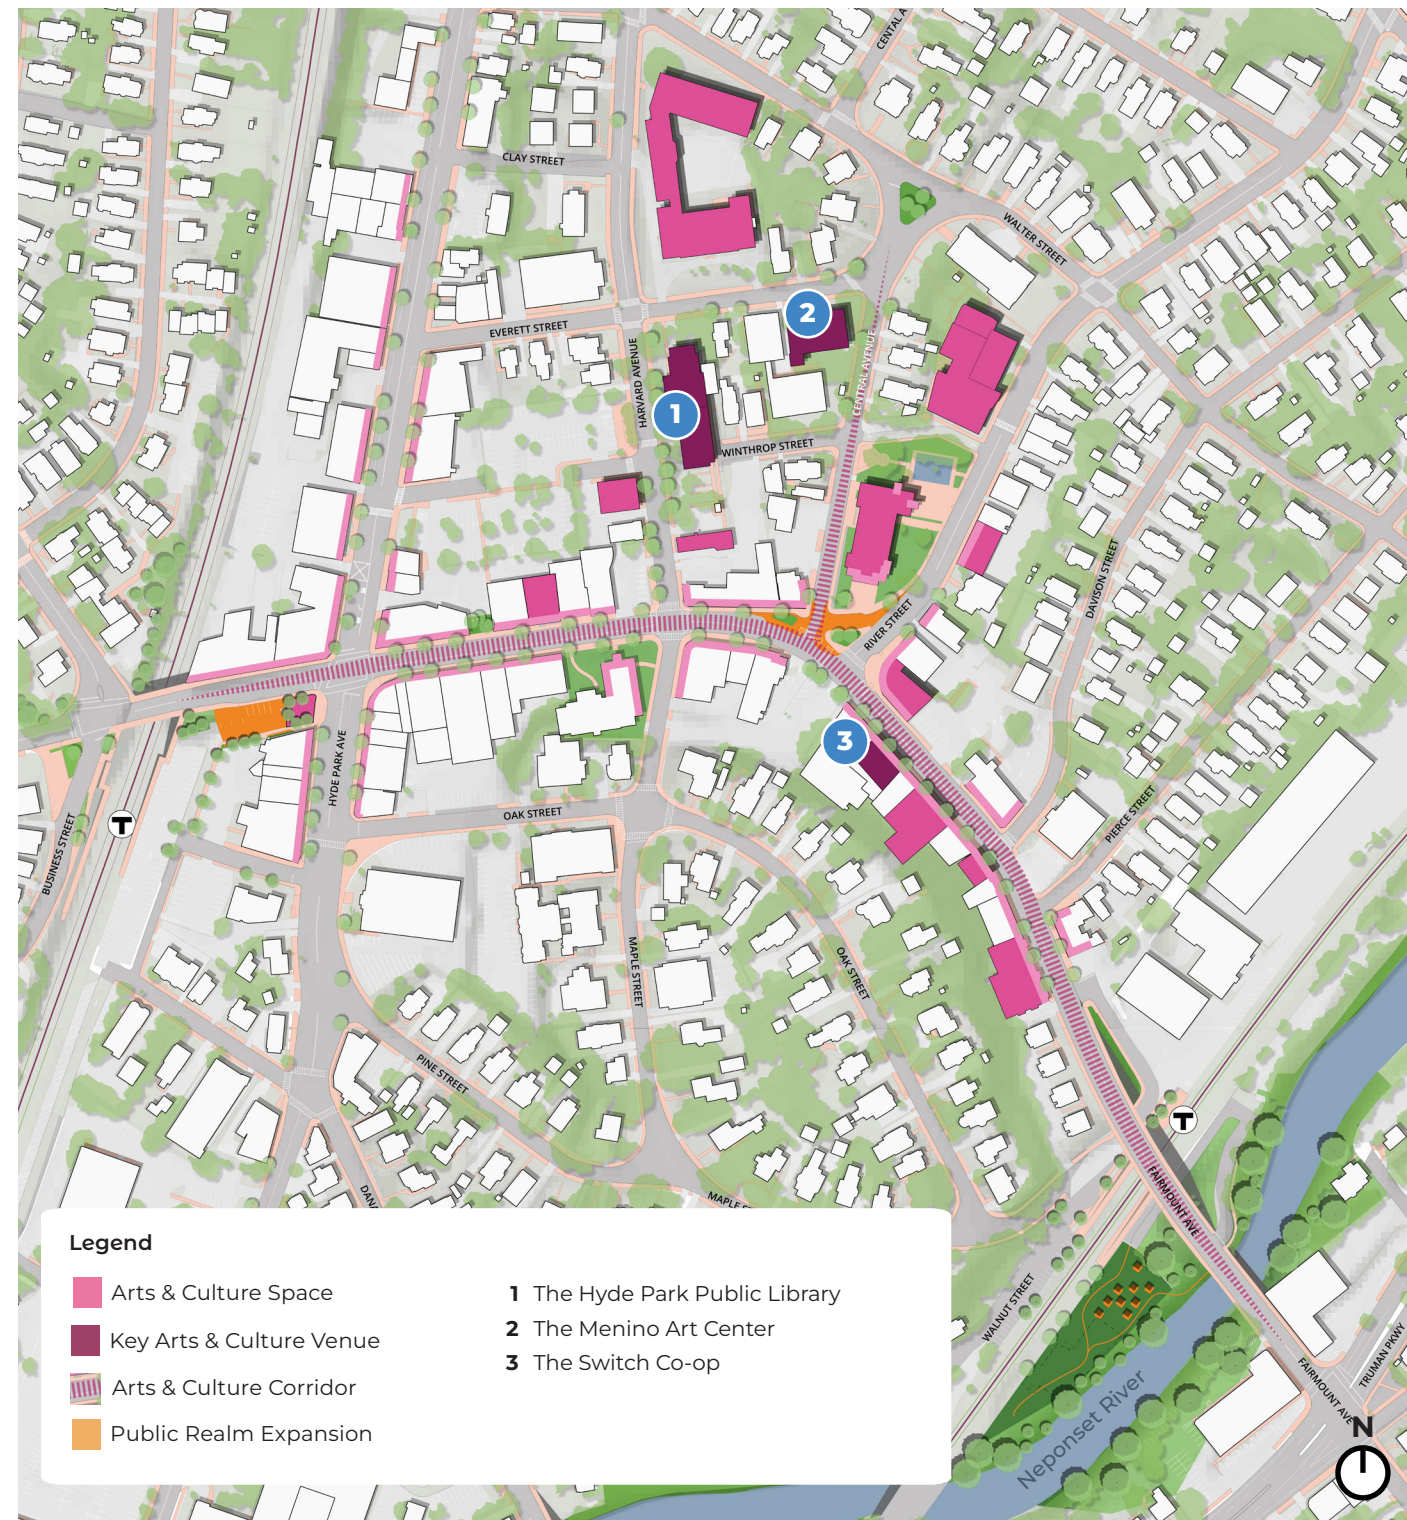 CENTAL A
CLAY STREET
WALTER STREET
EVERETT STREET
HARVARD AVENUE
2
CENTRAL AVENUE
1
WINTHROP STREET
DAVISON STREET
RIVER STREET
3
HYDE PARK AVE
OAK STREET
PIERCE STREET
T
BUSINESS STREET
MAPLE STREET
OAK STREET
PINE STREET
T
FAIRMOUNT AVE
DANA
MAPLE S
WALNUT STREET
TRUMAN PKWY
FAIRMOUNT AVE
Neponset River
N
Legend
Arts & Culture Space
Key Arts & Culture Venue
Arts & Culture Corridor
Public Realm Expansion
1 The Hyde Park Public Library
2 The Menino Art Center
3 The Switch Co-op